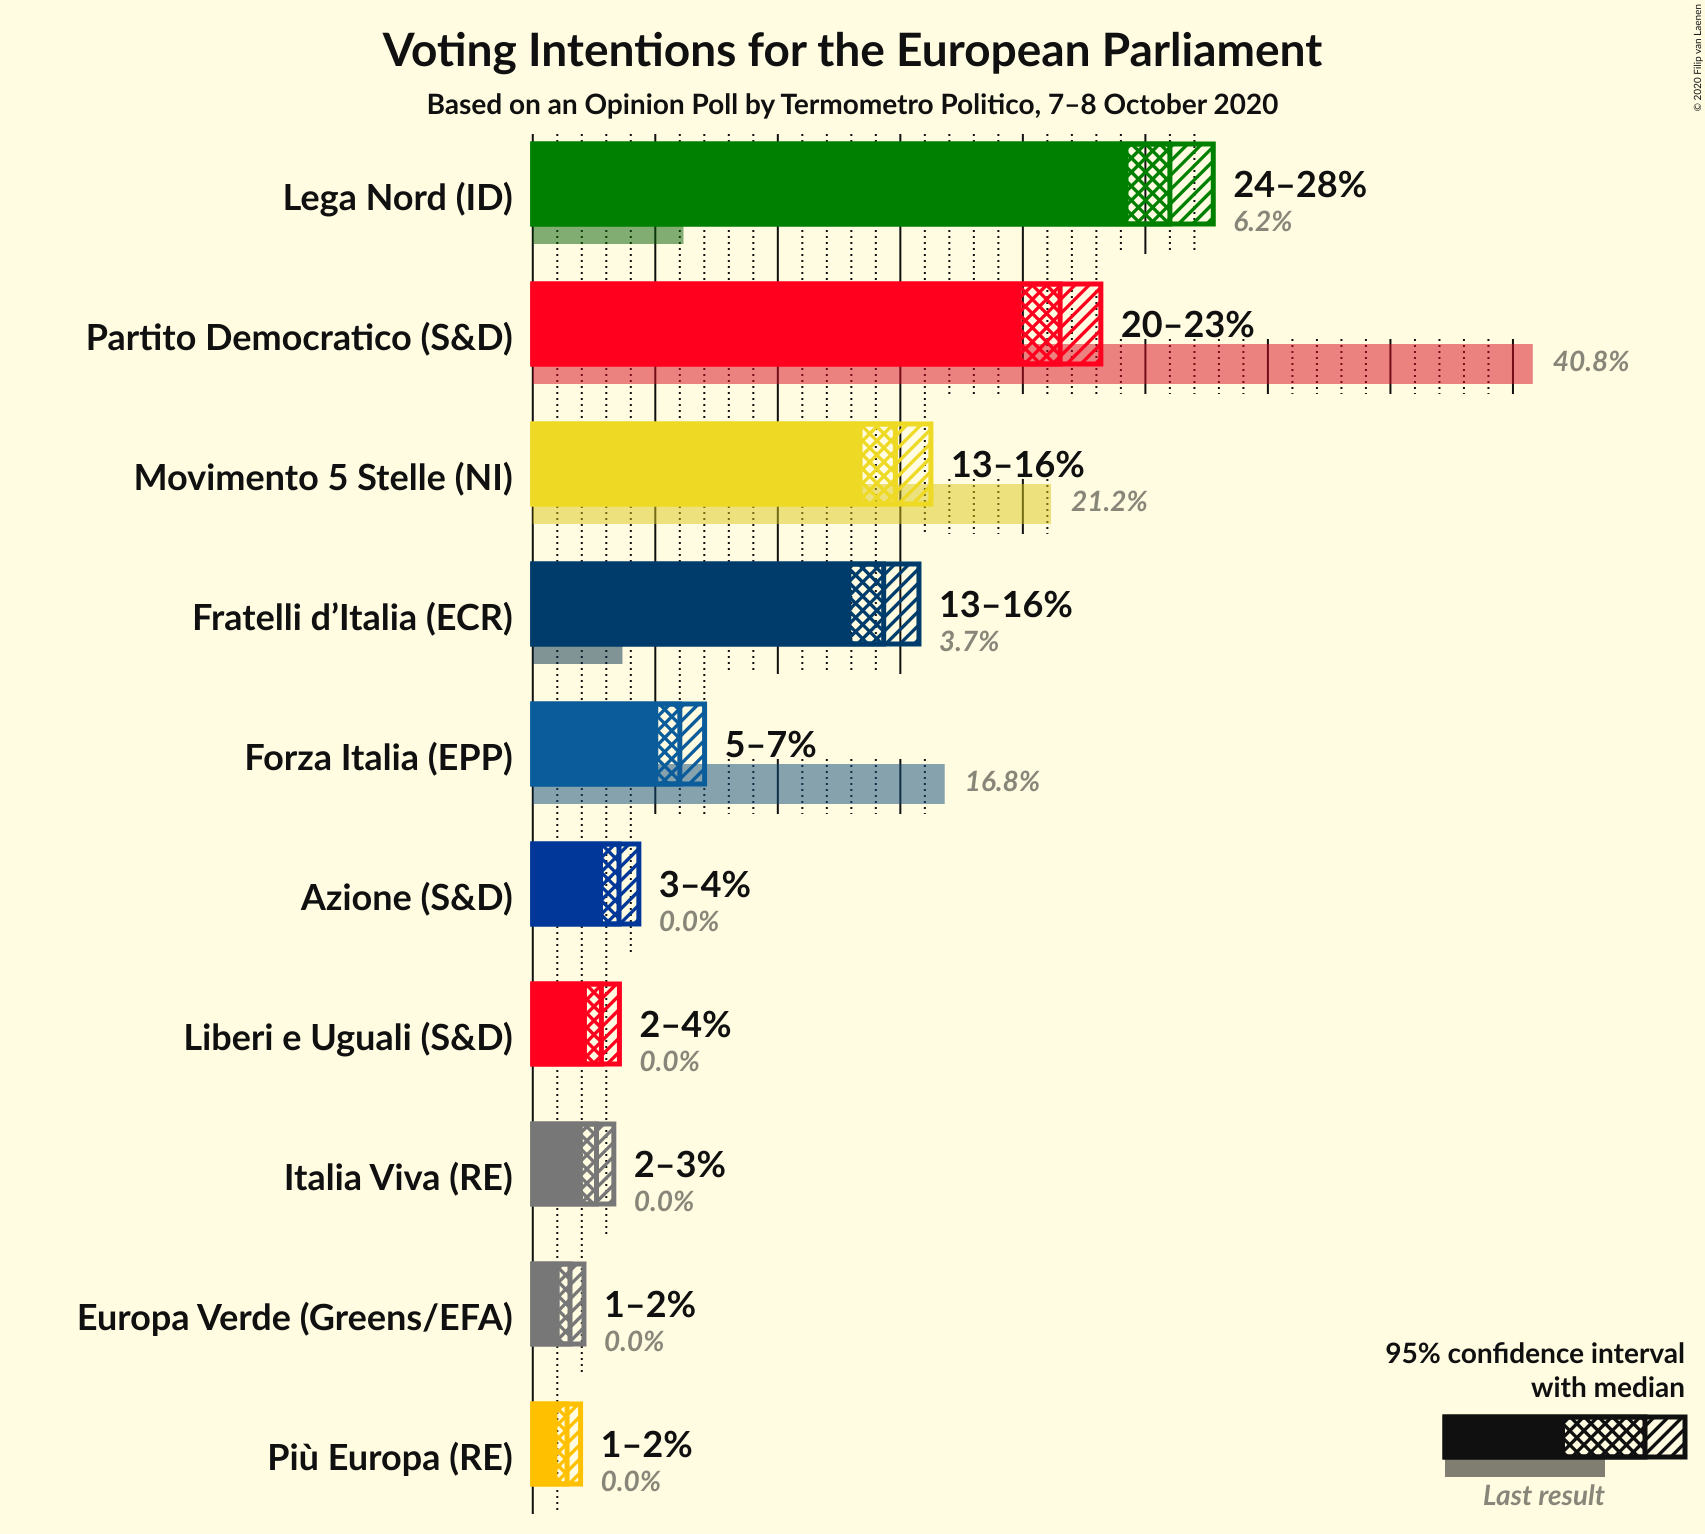 Voting Intentions for the European Parliament
Based on an Opinion Poll by Termometro Politico, 7–8 October 2020
© 2020 Filip van Laenen
Lega Nord (ID)
24–28%
6.2%
Partito Democratico (S&D)
20–23%
40.8%
Movimento 5 Stelle (NI)
13–16%
21.2%
Fratelli d’Italia (ECR)
13–16%
3.7%
Forza Italia (EPP)
5–7%
16.8%
Azione (S&D)
3–4%
0.0%
Liberi e Uguali (S&D)
2–4%
0.0%
Italia Viva (RE)
2–3%
0.0%
Europa Verde (Greens/EFA)
1–2%
0.0%
Più Europa (RE)
1–2%
0.0%
95% confidence interval
with median
Last result